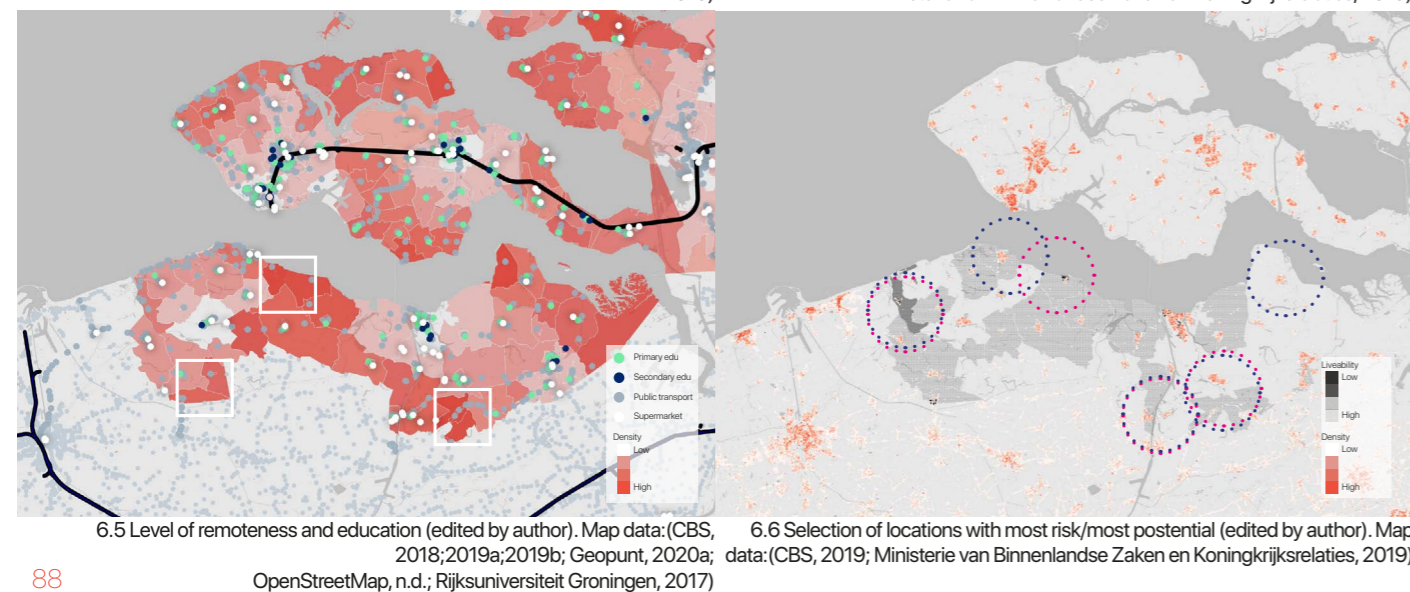 Primary edu
Secondary edu
Public transport
Supermarket
Density
Low
High
6.5 Level of remoteness and education (edited by author). Map data:(CBS,
2018;2019a;2019b; Geopunt, 2020a;
OpenStreetMap, n.d.; Rijksuniversiteit Groningen, 2017)
Liveability
Low
High
Density
Low
High
6.6 Selection of locations with most risk/most postential (edited by author). Map
data:(CBS, 2019; Ministerie van Binnenlandse Zaken en Koningkrijksrelaties, 2019)
88